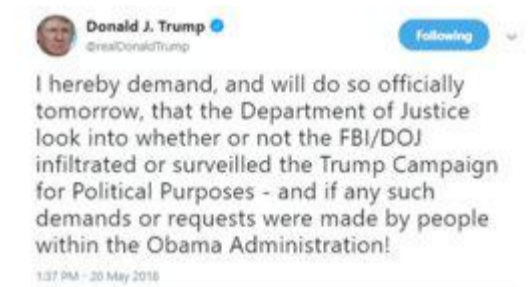 Donald J. Trump
@realDonaldTrump
Following
I hereby demand, and will do so officially
tomorrow, that the Department of Justice
look into whether or not the FBI/DOJ
infiltrated or surveilled the Trump Campaign
for Political Purposes - and if any such
demands or requests were made by people
within the Obama Administration!
1:37 PM - 20 May 2018